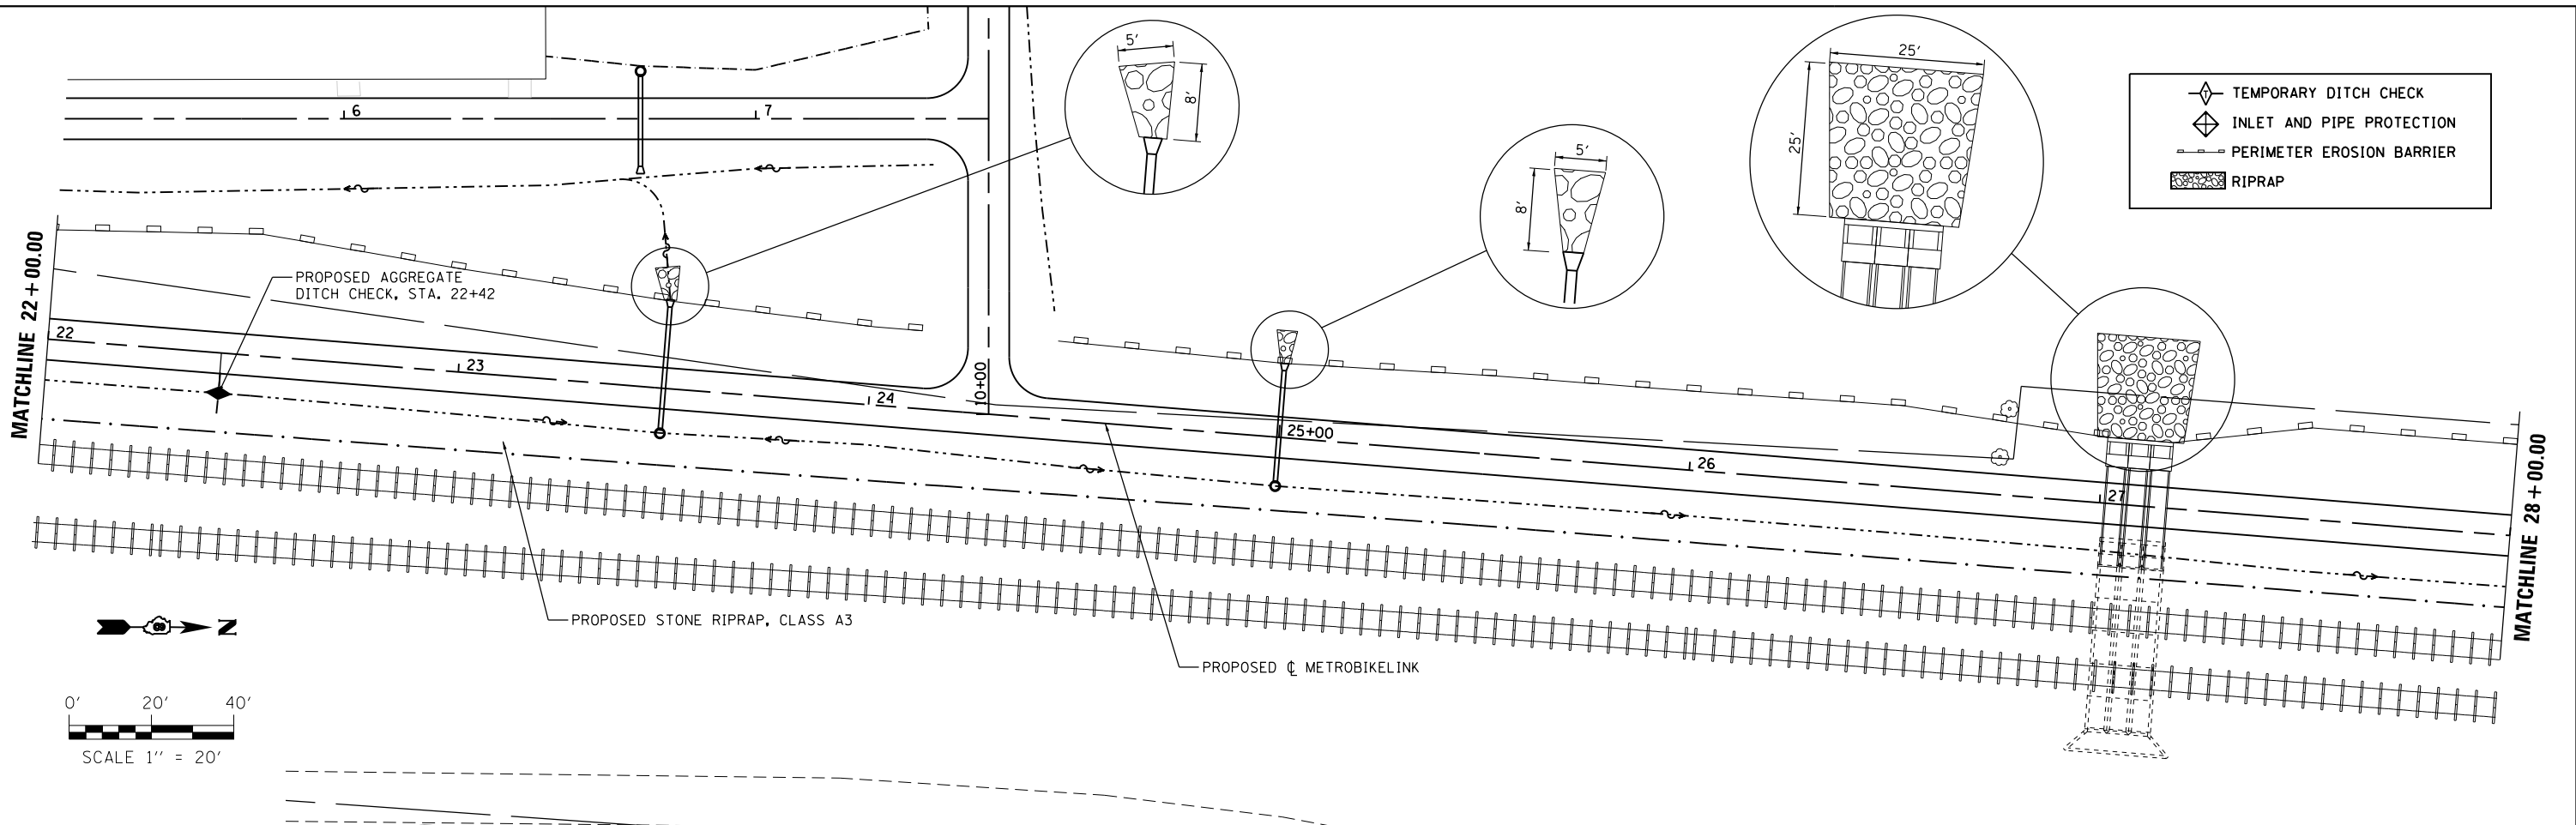 5'
8'
5'
8'
25'
25'
TEMPORARY DITCH CHECK
INLET AND PIPE PROTECTION
PERIMETER EROSION BARRIER
RIPRAP
6
7
MATCHLINE 22+00.00
PROPOSED AGGREGATE
DITCH CHECK, STA. 22+42
22
23
24
10+00
25+00
26
27
MATCHLINE 28+00.00
PROPOSED STONE RIPRAP, CLASS A3
PROPOSED ℄ METROBIKELINK
N
0' 20' 40'
SCALE 1'' = 20'